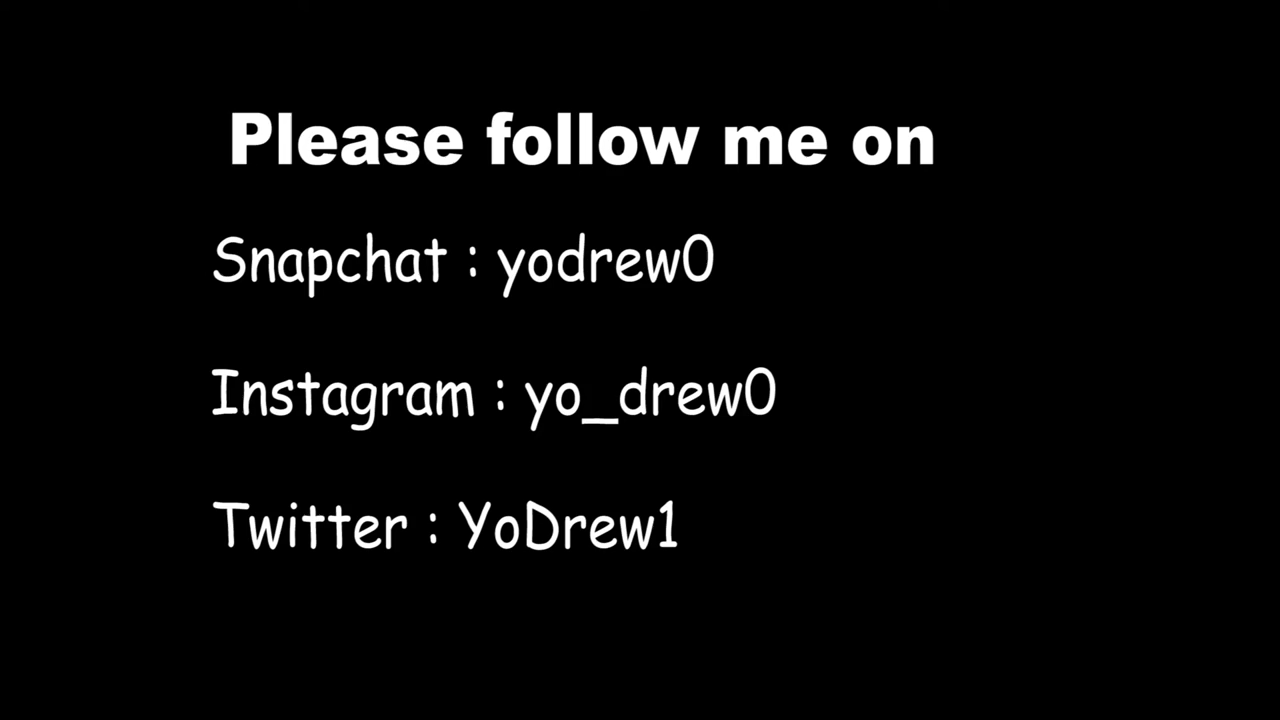 Please follow me on
Snapchat : yodrew0
Instagram : yo_drew0
Twitter : YoDrew1